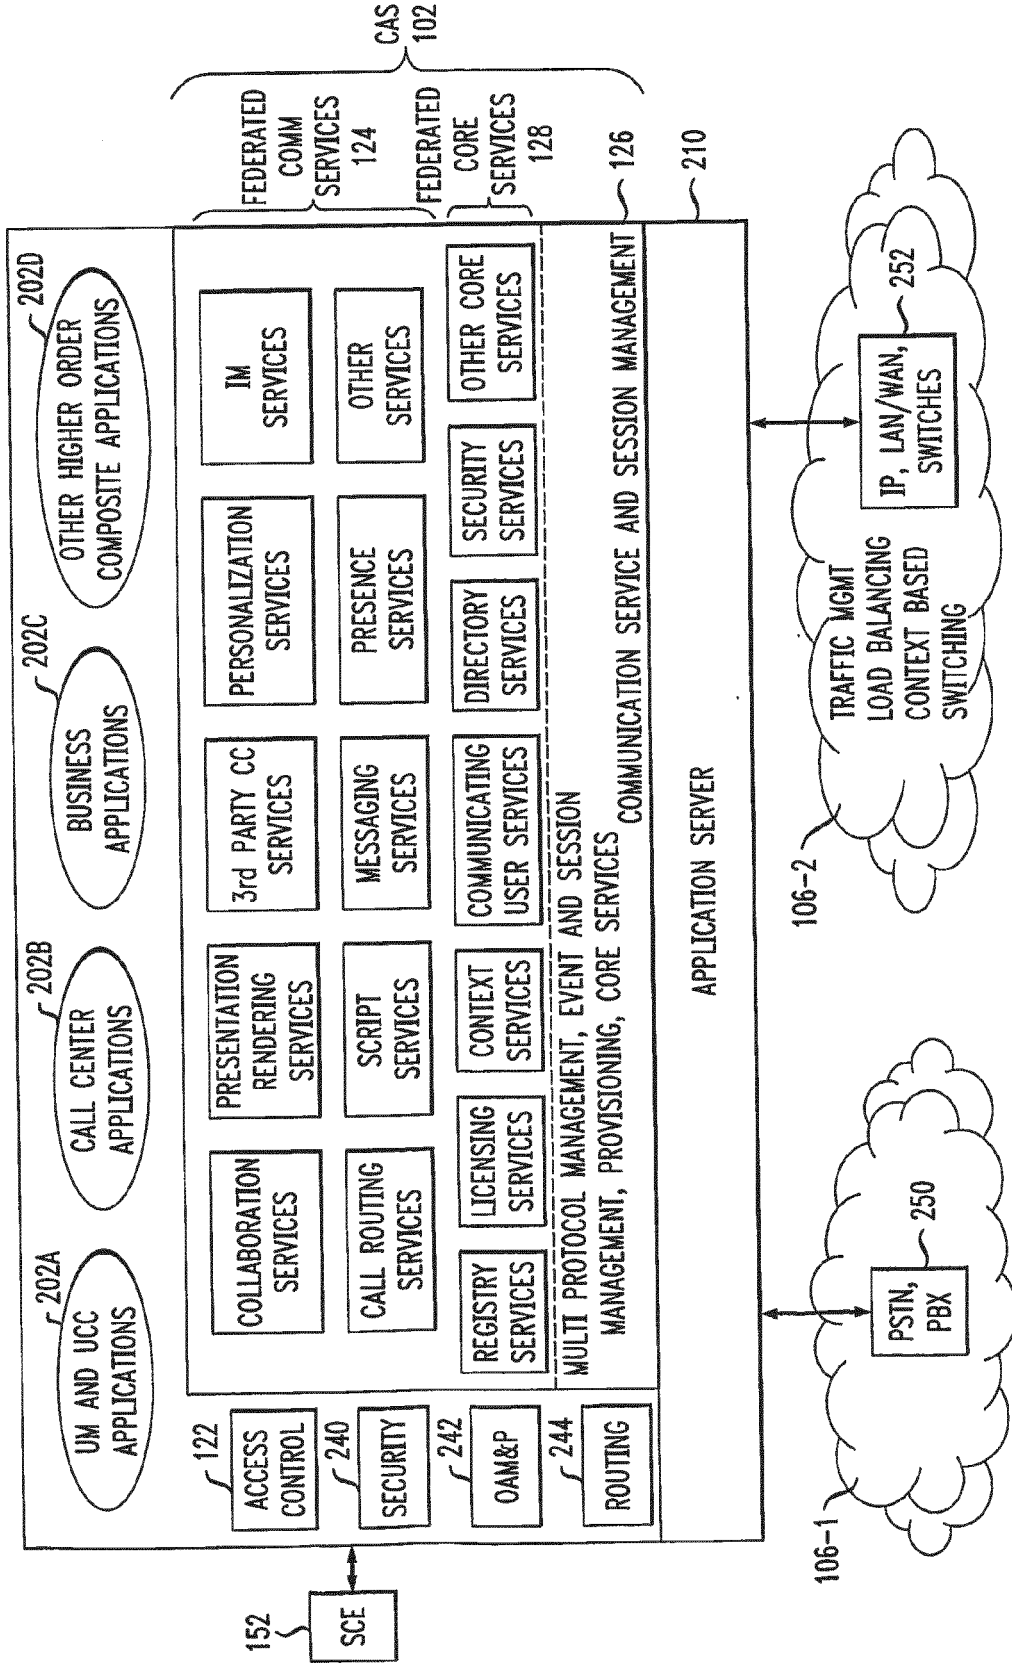 202A
UM AND UCC
APPLICATIONS
202B
CALL CENTER
APPLICATIONS
202C
BUSINESS
APPLICATIONS
202D
OTHER HIGHER ORDER
COMPOSITE APPLICATIONS
152
SCE
122
ACCESS
CONTROL
240
SECURITY
242
OAM&P
244
ROUTING
COLLABORATION
SERVICES
PRESENTATION
RENDERING
SERVICES
3rd PARTY CC
SERVICES
PERSONALIZATION
SERVICES
IM
SERVICES
CALL ROUTING
SERVICES
SCRIPT
SERVICES
MESSAGING
SERVICES
PRESENCE
SERVICES
OTHER
SERVICES
REGISTRY
SERVICES
LICENSING
SERVICES
CONTEXT
SERVICES
COMMUNICATING
USER SERVICES
DIRECTORY
SERVICES
SECURITY
SERVICES
OTHER CORE
SERVICES
FEDERATED
COMM
SERVICES
124
FEDERATED
CORE
SERVICES
128
CAS
102
MULTI PROTOCOL MANAGEMENT, EVENT AND SESSION
MANAGEMENT, PROVISIONING, CORE SERVICES
COMMUNICATION SERVICE AND SESSION MANAGEMENT
126
APPLICATION SERVER
210
106-1
PSTN,
PBX
250
106-2
TRAFFIC MGMT
LOAD BALANCING
CONTEXT BASED
SWITCHING
IP, LAN/WAN,
SWITCHES
252